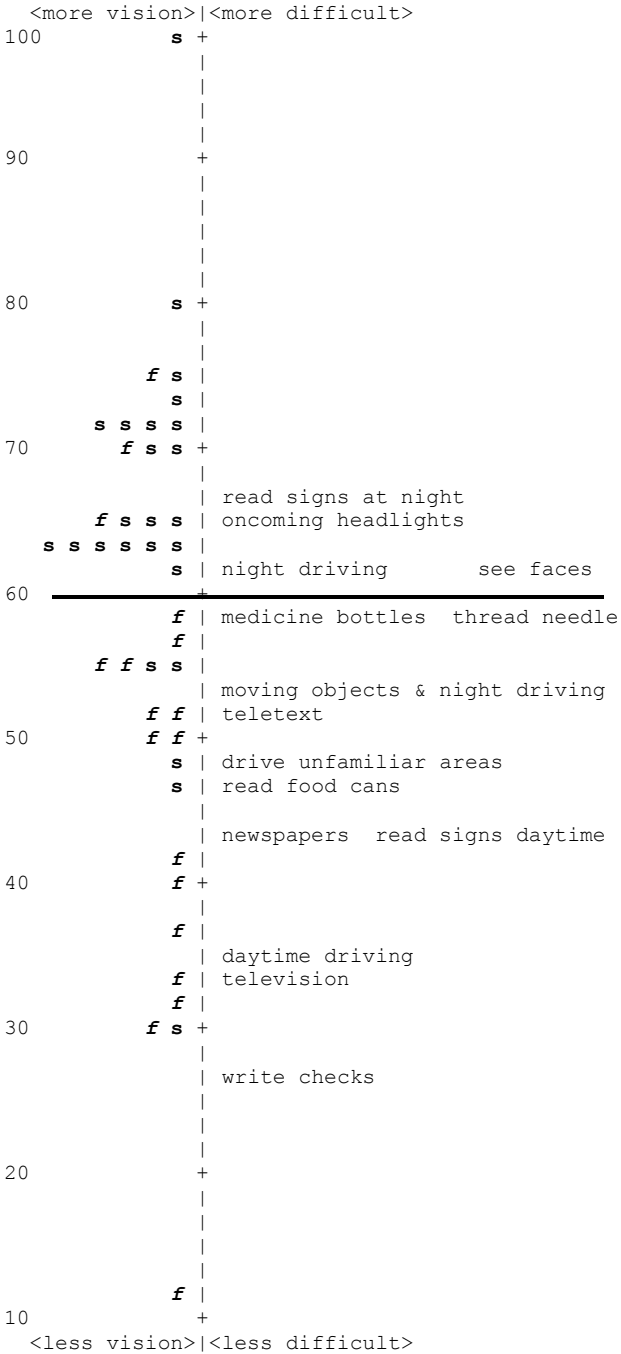 <more vision>|<more difficult>
100 s +
|
|
|
|
90 +
|
|
|
|
|
80 s +
|
|
f s |
s |
s s s s |
70 f s s +
|
| read signs at night
f s s s | oncoming headlights
s s s s s s |
s | night driving see faces
60 +
f | medicine bottles thread needle
f |
f f s s |
| moving objects & night driving
f f | teletext
50 f f +
s | drive unfamiliar areas
s | read food cans
|
| newspapers read signs daytime
f |
40 f +
|
f |
| daytime driving
f | television
f |
30 f s +
|
| write checks
|
|
|
20 +
|
|
|
|
f |
10 +
<less vision>|<less difficult>